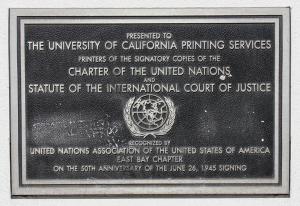 PRESENTED TO
THE UNIVERSITY OF CALIFORNIA PRINTING SERVICES
PRINTERS OF THE SIGNATORY COPIES OF THE
CHARTER OF THE UNITED NATIONS
AND
STATUTE OF THE INTERNATIONAL COURT OF JUSTICE
RECOGNIZED BY
UNITED NATIONS ASSOCIATION OF THE UNITED STATES OF AMERICA
EAST BAY CHAPTER
ON THE 50TH ANNIVERSARY OF THE JUNE 26, 1945 SIGNING